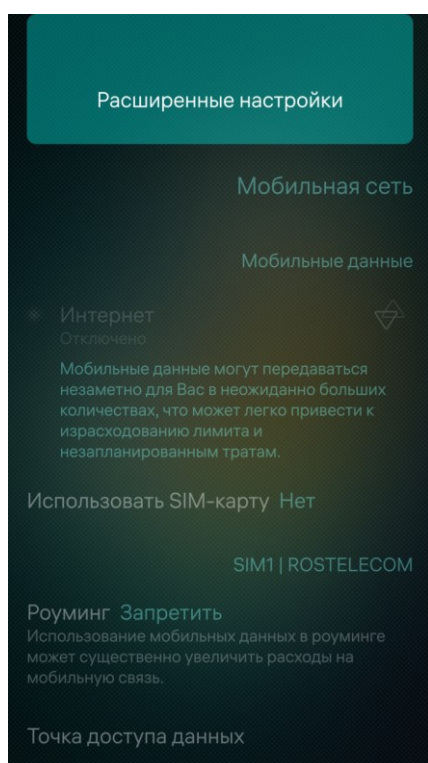 Расширенные настройки
Мобильная сеть
Мобильные данные
Интернет
Отключено
Мобильные данные могут передаваться
незаметно для Вас в неожиданно больших
количествах, что может легко привести к
израсходованию лимита и
незапланированным тратам.
Использовать SIM-карту Нет
SIM1 | ROSTELECOM
Роуминг Запретить
Использование мобильных данных в роуминге
может существенно увеличить расходы на
мобильную связь.
Точка доступа данных